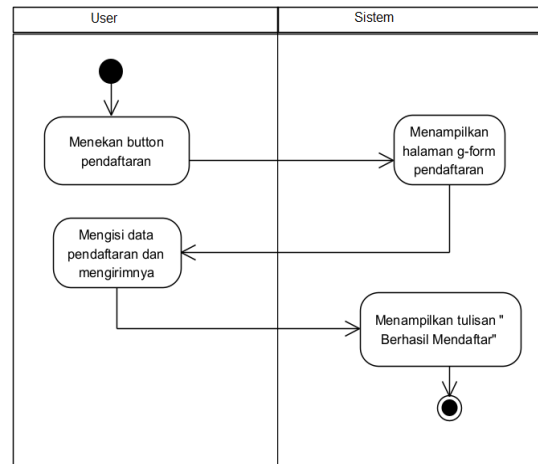 User
Sistem
Menekan button
pendaftaran
Menampilkan
halaman g-form
pendaftaran
Mengisi data
pendaftaran dan
mengirimnya
Menampilkan tulisan "
Berhasil Mendaftar"